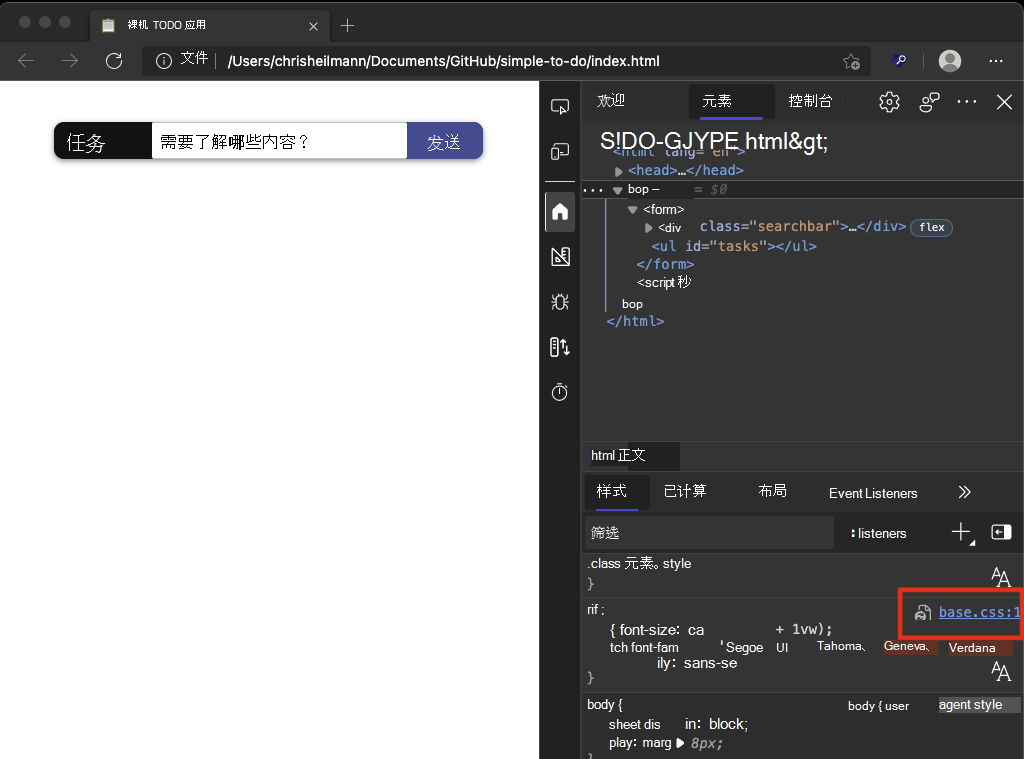 裸机 TODO 应用
文件 /Users/chrisheilmann/Documents/GitHub/simple-to-do/index.html
任务 需要了解哪些内容？ 发送
欢迎 元素 控制台
S!DO-GJYPE html&gt;
<html lang="en">
<head>…</head>
bop – = $0
<form>
<div class="searchbar">…</div> flex
<ul id="tasks"></ul>
</form>
<script 秒
bop
</html>
html 正文
样式 已计算 布局 Event Listeners
筛选 : listeners
.class 元素。style
}
rif ; base.css:1
{ font-size: ca + 1vw);
tch font-fam 'Segoe UI Tahoma、 Geneva、 Verdana
ily: sans-se
}
body { body { user agent style
sheet dis in: block;
play: marg 8px;
}